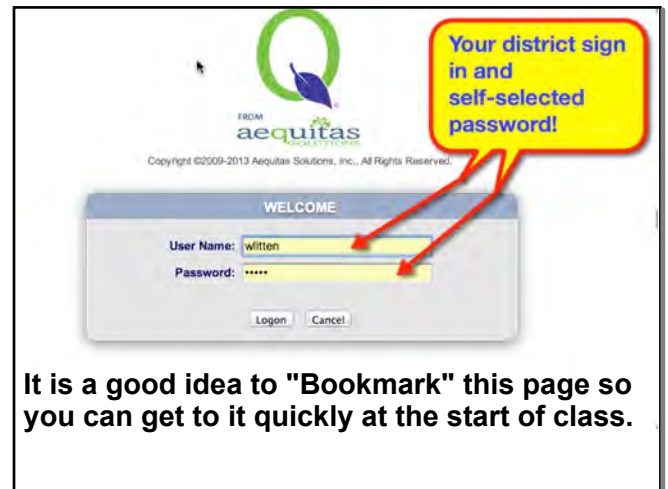 Q
Your district sign
in and
self-selected
password!
FROM
aequitas
SOLUTIONS
Copyright ©2009-2013 Aequitas Solutions, Inc., All Rights Reserved.
WELCOME
User Name: wlitten
Password: •••••
Logon Cancel
It is a good idea to "Bookmark" this page so
you can get to it quickly at the start of class.